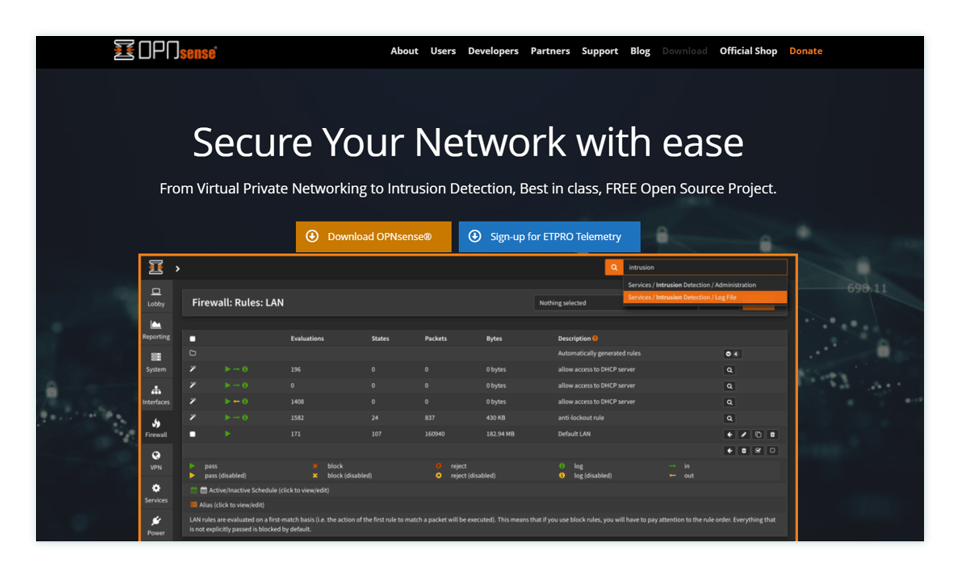 OPNsense®
About Users Developers Partners Support Blog Download Official Shop Donate
Secure Your Network with ease
From Virtual Private Networking to Intrusion Detection, Best in class, FREE Open Source Project.
Download OPNsense®
Sign-up for ETPRO Telemetry
intrusion
Services / Intrusion Detection / Administration
Services / Intrusion Detection / Log File
Lobby
Reporting
System
Interfaces
Firewall
VPN
Services
Power
Firewall: Rules: LAN
Nothing selected
Evaluations States Packets Bytes Description
Automatically generated rules 4
196 0 0 0 bytes allow access to DHCP server
0 0 0 0 bytes allow access to DHCP server
1408 0 0 0 bytes allow access to DHCP server
1582 24 837 430 KB anti-lockout rule
171 107 160940 182.94 MB Default LAN
pass block reject log in
pass (disabled) block (disabled) reject (disabled) log (disabled) out
Active/Inactive Schedule (click to view/edit)
Alias (click to view/edit)
LAN rules are evaluated on a first-match basis (i.e. the action of the first rule to match a packet will be executed). This means that if you use block rules, you will have to pay attention to the rule order. Everything that
is not explicitly passed is blocked by default.
698.11